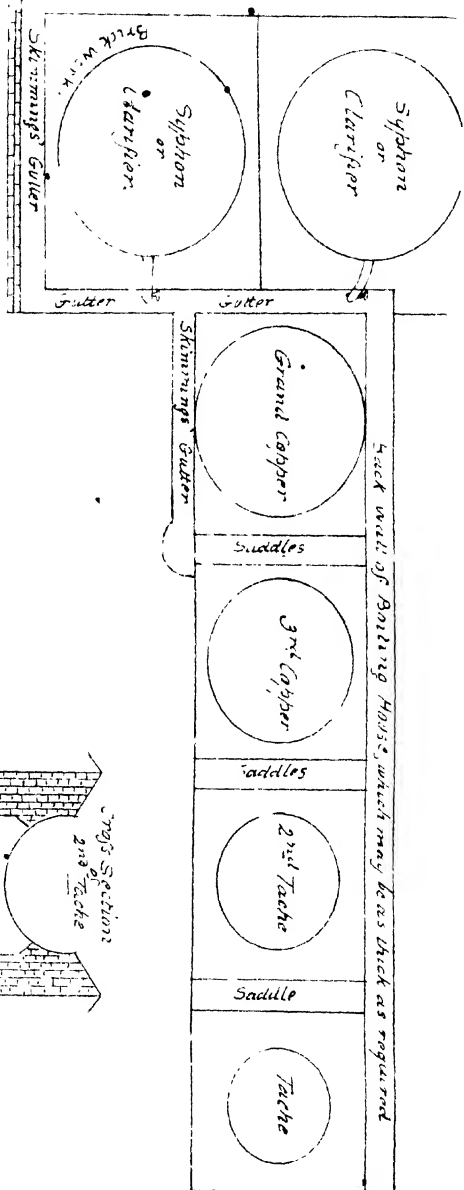 Syphon
or
Clarifier
Syphon
or
Clarifier.
Brick Work.
Skimmings' Gutter
Gutter
Gutter
Skimmings' Gutter
Grand Copper
Saddles
3rd Copper
Saddles
2nd Tache
Saddle
Tache
Back wall of Boiling House, which may be as thick as required
Cross Section
of
2nd Tache